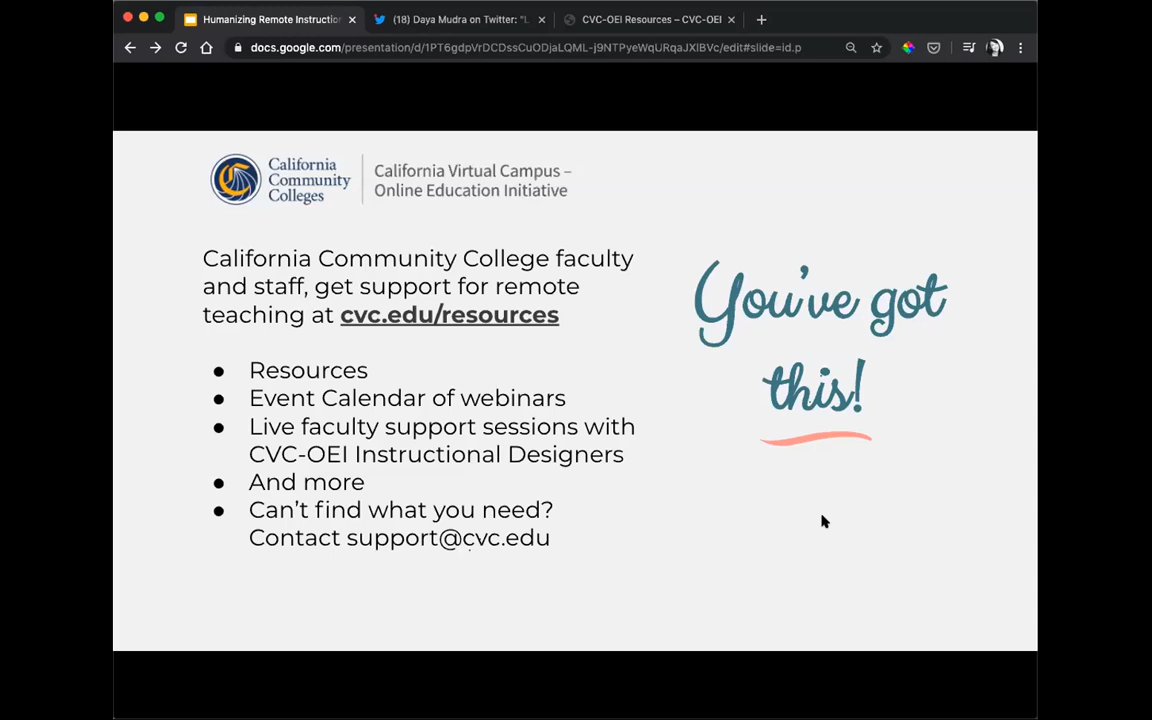 Humanizing Remote Instruction
(18) Daya Mudra on Twitter: "I
CVC-OEI Resources – CVC-OEI
docs.google.com/presentation/d/1PT6gdpVrDCDssCuODjaLQML-j9NTPyeWqURqaJXlBVc/edit#slide=id.p
California
Community
Colleges
California Virtual Campus –
Online Education Initiative
California Community College faculty
and staff, get support for remote
teaching at cvc.edu/resources
● Resources
● Event Calendar of webinars
● Live faculty support sessions with
CVC-OEI Instructional Designers
● And more
● Can't find what you need?
Contact support@cvc.edu
You've got
this!